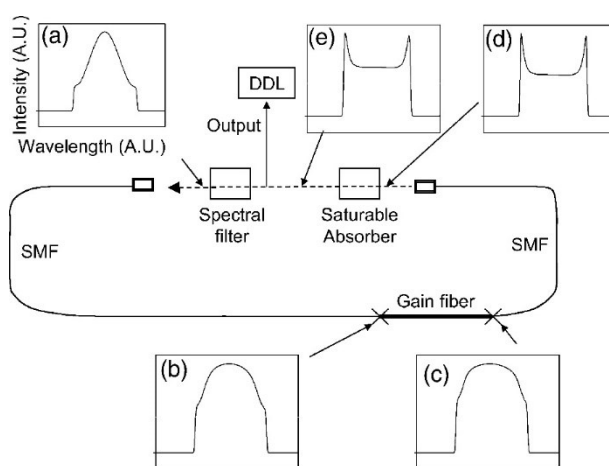 (a)
Intensity (A.U.)
Wavelength (A.U.)
DDL
Output
(e)
(d)
Spectral
filter
Saturable
Absorber
SMF
SMF
Gain fiber
(b)
(c)